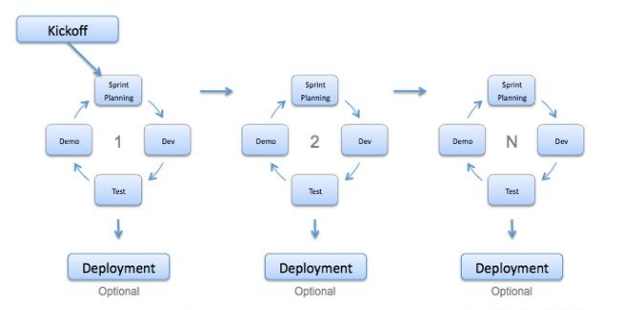 Kickoff
Sprint
Planning
Demo
1
Dev
Test
Deployment
Optional
Sprint
Planning
Demo
2
Dev
Test
Deployment
Optional
Sprint
Planning
Demo
N
Dev
Test
Deployment
Optional